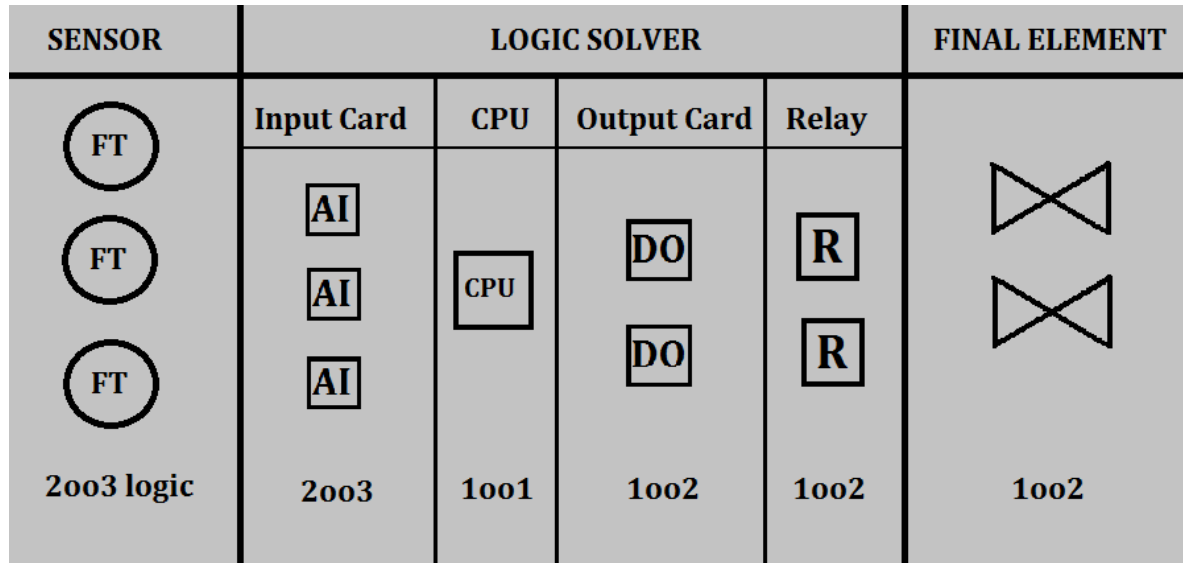 SENSOR LOGIC SOLVER FINAL ELEMENT
Input Card CPU Output Card Relay
FT
FT
FT
AI
AI
AI
CPU
DO
DO
R
R
2oo3 logic 2oo3 1oo1 1oo2 1oo2 1oo2